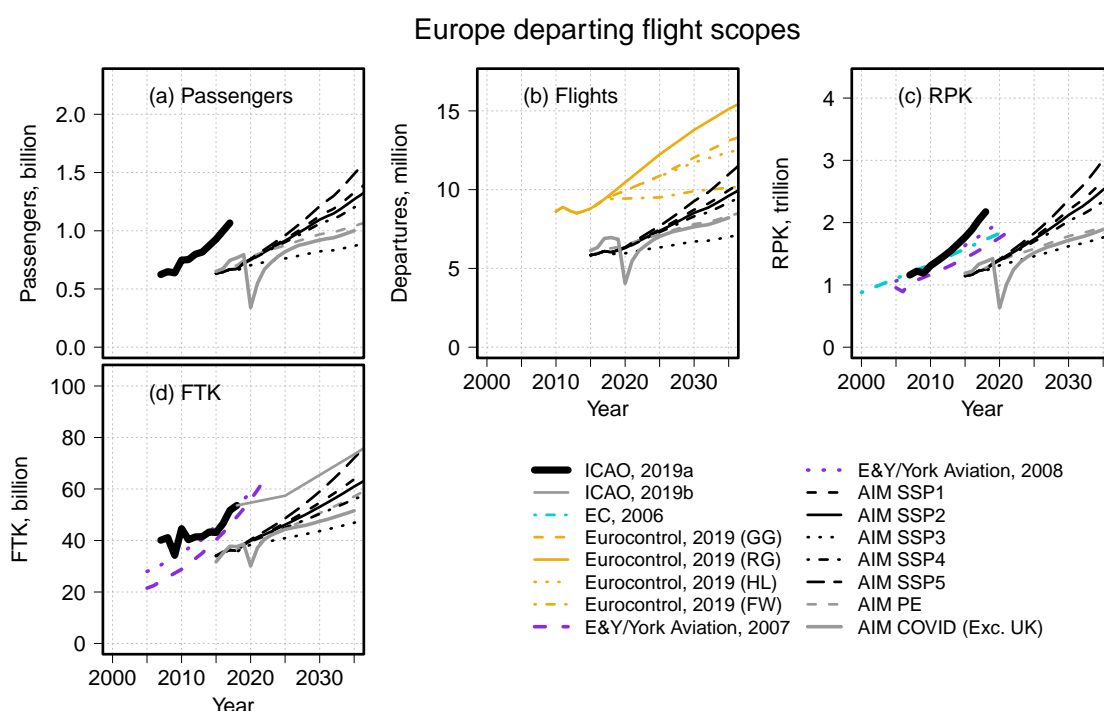 Europe departing flight scopes
(a) Passengers
Passengers, billion
2.0
1.5
1.0
0.5
0.0
(b) Flights
Departures, million
15
10
5
0
2000 2010 2020 2030
Year
(c) RPK
RPK, trillion
4
3
2
1
0
2000 2010 2020 2030
Year
(d) FTK
FTK, billion
100
80
60
40
20
0
2000 2010 2020 2030
Year
ICAO, 2019a
ICAO, 2019b
EC, 2006
Eurocontrol, 2019 (GG)
Eurocontrol, 2019 (RG)
Eurocontrol, 2019 (HL)
Eurocontrol, 2019 (FW)
E&Y/York Aviation, 2007
E&Y/York Aviation, 2008
AIM SSP1
AIM SSP2
AIM SSP3
AIM SSP4
AIM SSP5
AIM PE
AIM COVID (Exc. UK)